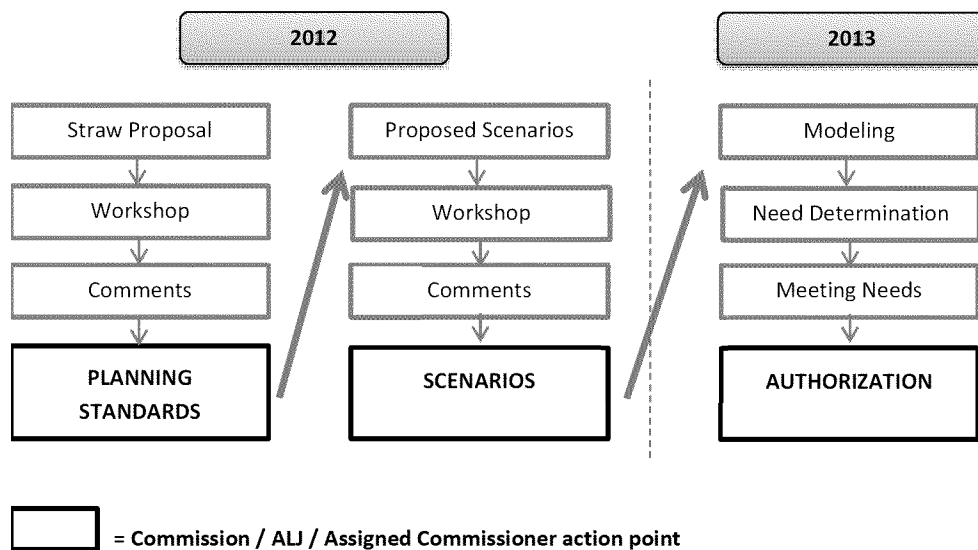 2012
2013
Straw Proposal
Workshop
Comments
PLANNING
STANDARDS
Proposed Scenarios
Workshop
Comments
SCENARIOS
Modeling
Need Determination
Meeting Needs
AUTHORIZATION
= Commission / ALJ / Assigned Commissioner action point